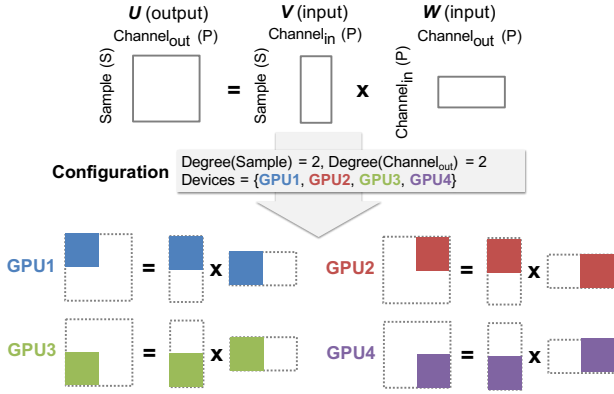 U (output) V (input) W (input)
Channelout (P) Channelin (P) Channelout (P)
Sample (S) = Sample (S) x Channelin (P)
Configuration
Degree(Sample) = 2, Degree(Channelout) = 2
Devices = {GPU1, GPU2, GPU3, GPU4}
GPU1 = x
GPU2 = x
GPU3 = x
GPU4 = x